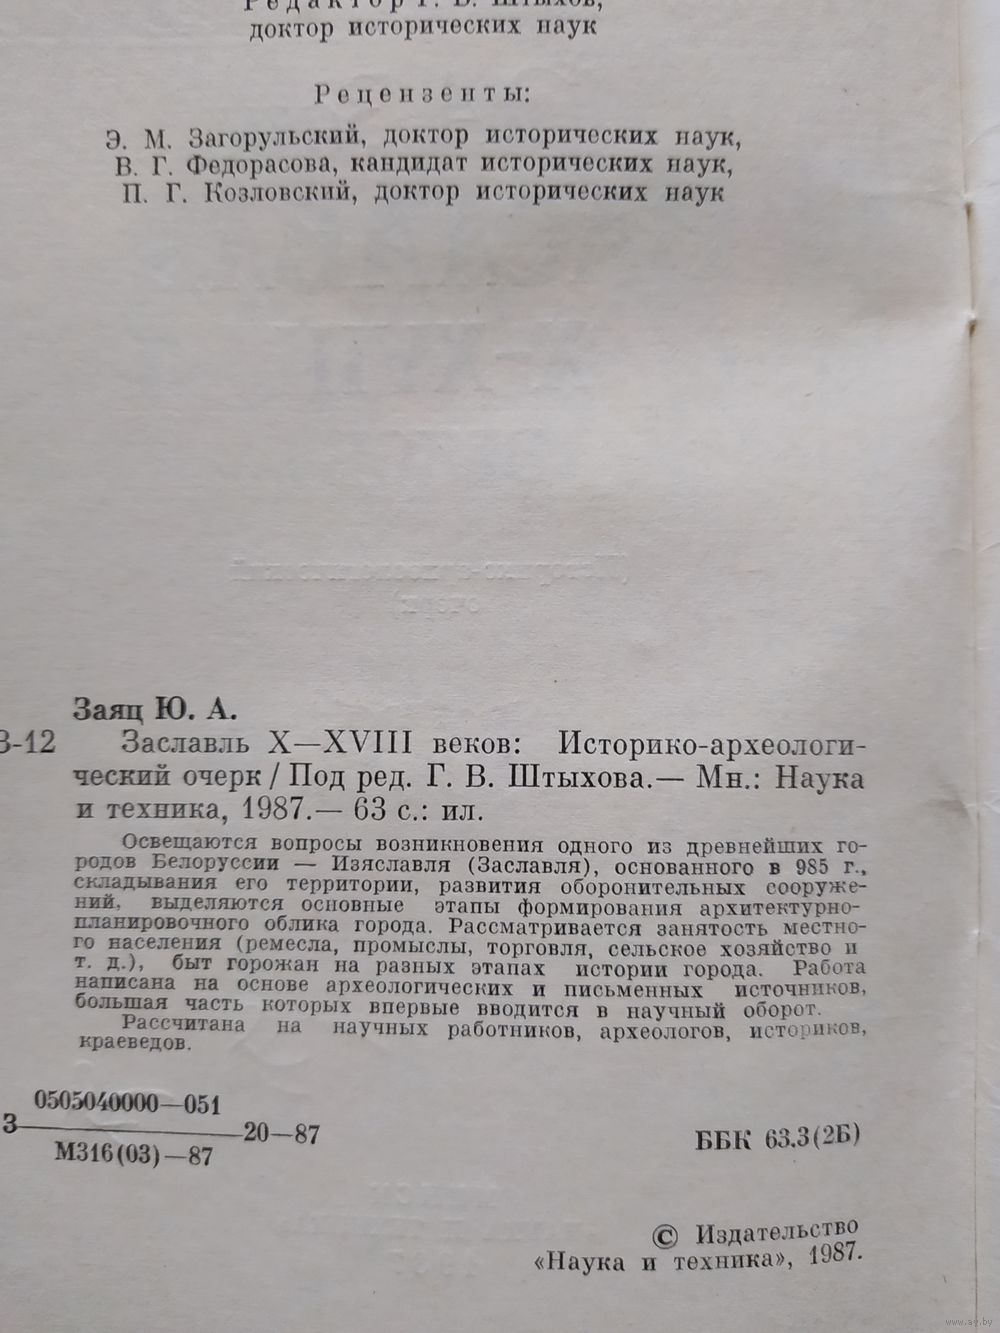 Редактор Г. В. Штыхов,
доктор исторических наук
Рецензенты:
Э. М. Загорульский, доктор исторических наук,
В. Г. Федорасова, кандидат исторических наук,
П. Г. Козловский, доктор исторических наук
Заяц Ю. А.
З-12 Заславль X—XVIII веков: Историко-археологи-
ческий очерк / Под ред. Г. В. Штыхова.— Мн.: Наука
и техника, 1987.— 63 с.: ил.
Освещаются вопросы возникновения одного из древнейших го-
родов Белоруссии — Изяславля (Заславля), основанного в 985 г.,
складывания его территории, развития оборонительных сооруже-
ний, выделяются основные этапы формирования архитектурно-
планировочного облика города. Рассматривается занятость местно-
го населения (ремесла, промыслы, торговля, сельское хозяйство и
т. д.), быт горожан на разных этапах истории города. Работа
написана на основе археологических и письменных источников,
большая часть которых впервые вводится в научный оборот.
Рассчитана на научных работников, археологов, историков,
краеведов.
0505040000—051
З 20—87
М316(03)—87
ББК 63.3(2Б)
© Издательство
«Наука и техника», 1987.
www.ay.by